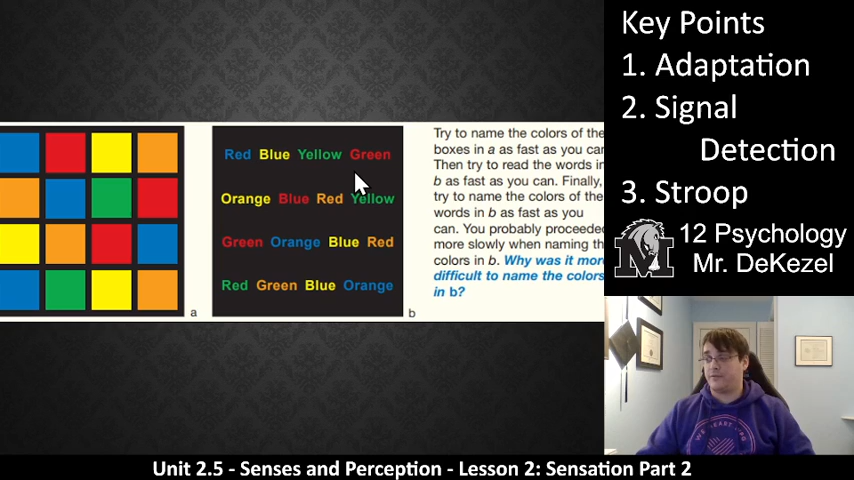 Key Points
1. Adaptation
2. Signal
Detection
3. Stroop
M
12 Psychology
Mr. DeKezel
Red Blue Yellow Green
Orange Blue Red Yellow
Green Orange Blue Red
Red Green Blue Orange
a
b
Try to name the colors of the
boxes in a as fast as you can
Then try to read the words in
b as fast as you can. Finally,
try to name the colors of the
words in b as fast as you
can. You probably proceeded
more slowly when naming th
colors in b. Why was it more
difficult to name the colors
in b?
Unit 2.5 - Senses and Perception - Lesson 2: Sensation Part 2